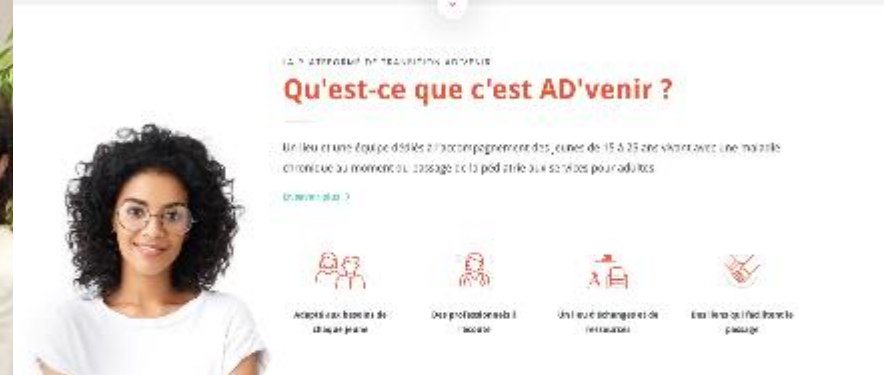 LA PLATEFORME DE TRANSITION AD'VENIR
Qu'est-ce que c'est AD'venir ?
Un lieu et une équipe dédiés à l'accompagnement des jeunes de 15 à 25 ans vivant avec une maladie
chronique au moment du passage de la pédiatrie aux services pour adultes
En savoir plus
Adapté aux besoins de
chaque jeune
Des professionnels à
l'écoute
Un lieu d'échanges et de
ressources
Des liens qui facilitent le
passage